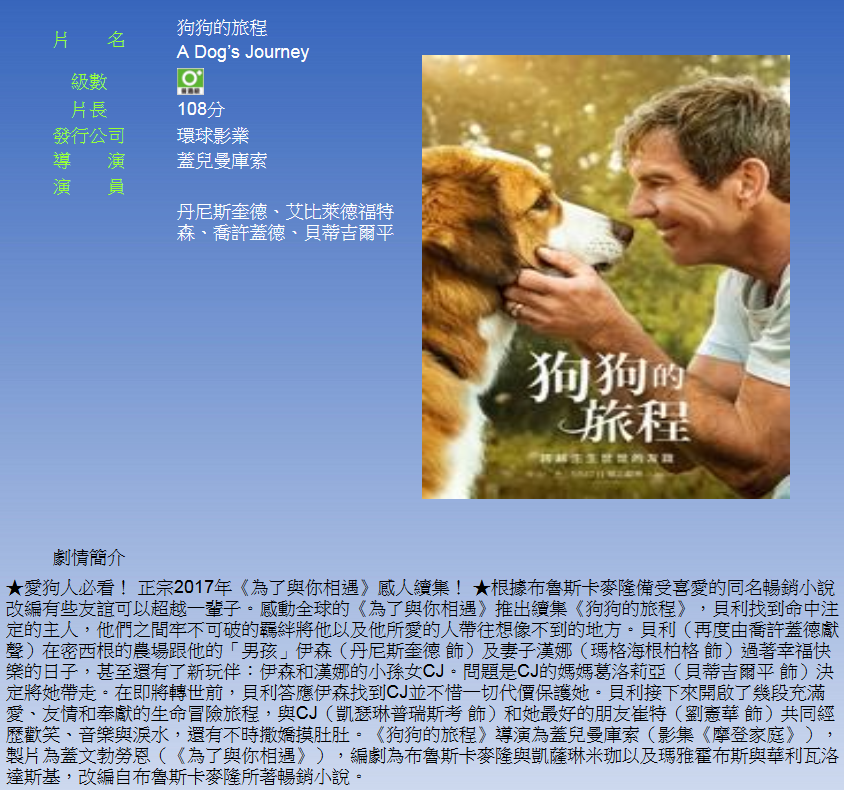 片 名
狗狗的旅程
A Dog’s Journey
級數
片長
108分
發行公司
環球影業
導 演
蓋兒曼庫索
演 員
丹尼斯奎德、艾比萊德福特
森、喬許蓋德、貝蒂吉爾平
狗狗的
旅程
跨越生生世世的友誼
劇情簡介
★愛狗人必看！ 正宗2017年《為了與你相遇》感人續集！ ★根據布魯斯卡麥隆備受喜愛的同名暢銷小說
改編有些友誼可以超越一輩子。感動全球的《為了與你相遇》推出續集《狗狗的旅程》，貝利找到命中注
定的主人，他們之間牢不可破的羈絆將他以及他所愛的人帶往想像不到的地方。貝利（再度由喬許蓋德獻
聲）在密西根的農場跟他的「男孩」伊森（丹尼斯奎德 飾）及妻子漢娜（瑪格海根柏格 飾）過著幸福快
樂的日子，甚至還有了新玩伴：伊森和漢娜的小孫女CJ。問題是CJ的媽媽葛洛莉亞（貝蒂吉爾平 飾）決
定將她帶走。在即將轉世前，貝利答應伊森找到CJ並不惜一切代價保護她。貝利接下來開啟了幾段充滿
愛、友情和奉獻的生命冒險旅程，與CJ（凱瑟琳普瑞斯考 飾）和她最好的朋友崔特（劉憲華 飾）共同經
歷歡笑、音樂與淚水，還有不時撒嬌摸肚肚。《狗狗的旅程》導演為蓋兒曼庫索（影集《摩登家庭》），
製片為蓋文勃勞恩（《為了與你相遇》），編劇為布魯斯卡麥隆與凱薩琳米珈以及瑪雅霍布斯與華利瓦洛
達斯基，改編自布魯斯卡麥隆所著暢銷小說。